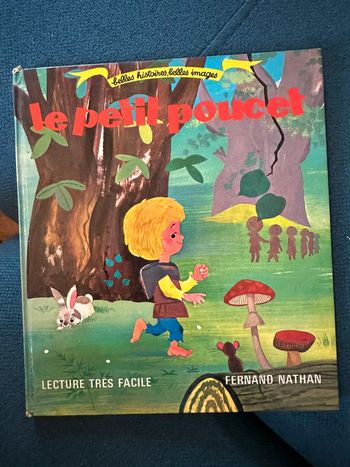 belles histoires, belles images
le petit poucet
LECTURE TRÈS FACILE
FERNAND NATHAN